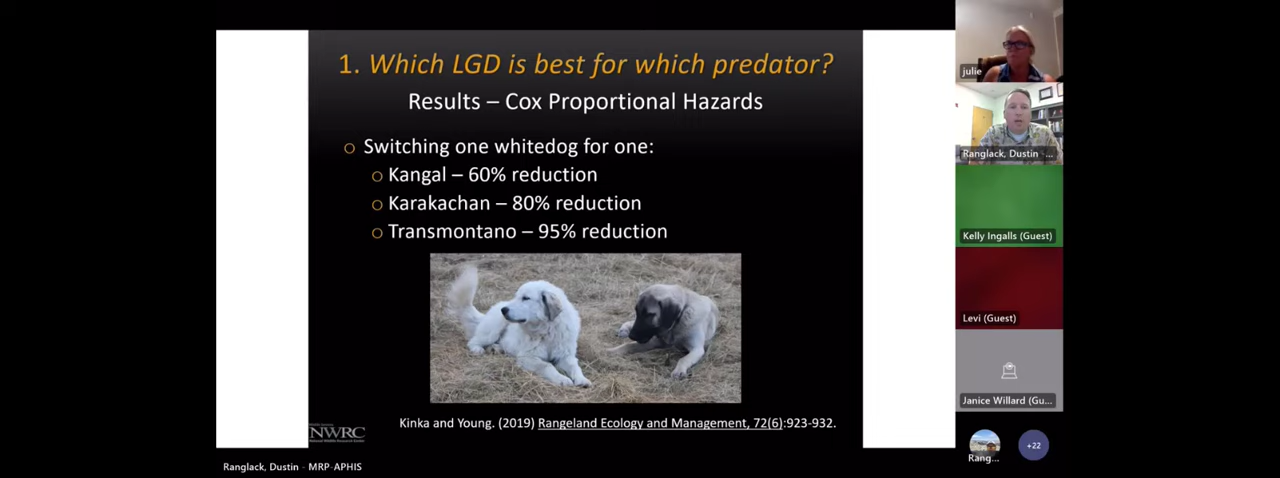 1. Which LGD is best for which predator?
Results – Cox Proportional Hazards
o Switching one whitedog for one:
o Kangal – 60% reduction
o Karakachan – 80% reduction
o Transmontano – 95% reduction
Kinka and Young. (2019) Rangeland Ecology and Management, 72(6):923-932.
NWRC
Ranglack, Dustin - MRP-APHIS
julie
Ranglack, Dustin - ...
Kelly Ingalls (Guest)
Levi (Guest)
Janice Willard (Gu...
Rang...
+22